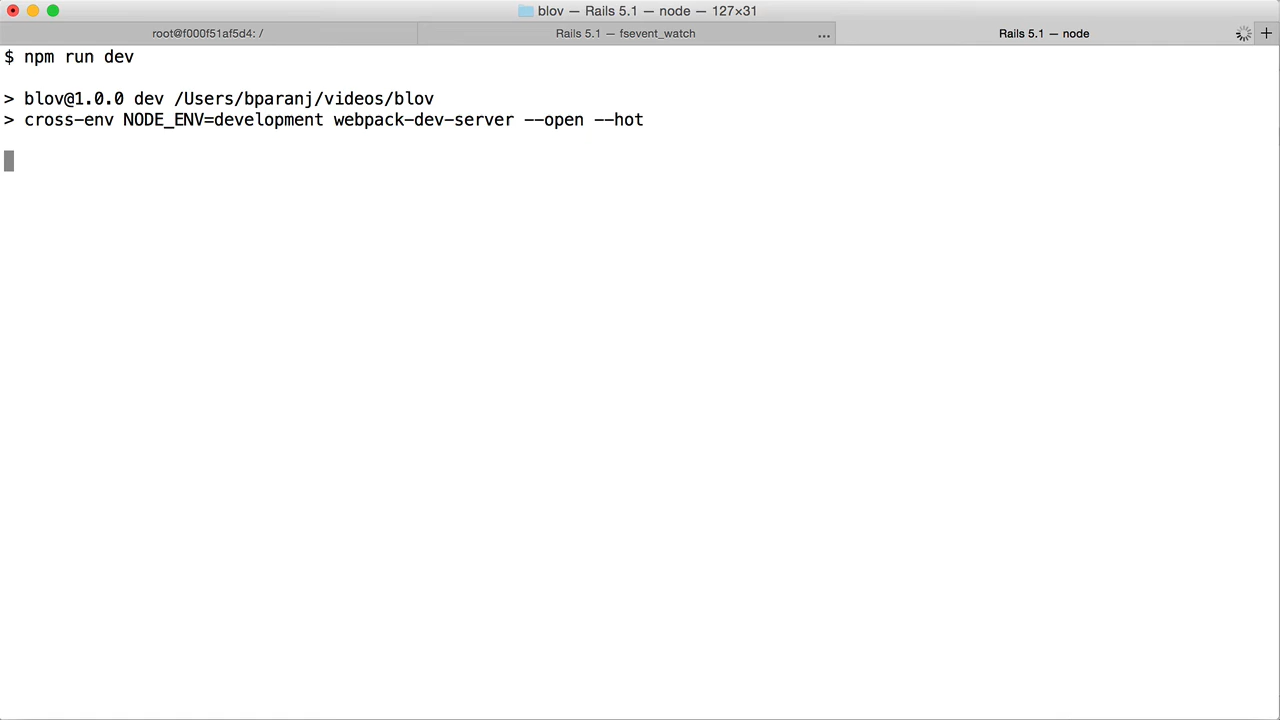 blov — Rails 5.1 — node — 127×31
root@f000f51af5d4: /
Rails 5.1 — fsevent_watch
...
Rails 5.1 — node
+
$ npm run dev
> blov@1.0.0 dev /Users/bparanj/videos/blov
> cross-env NODE_ENV=development webpack-dev-server --open --hot